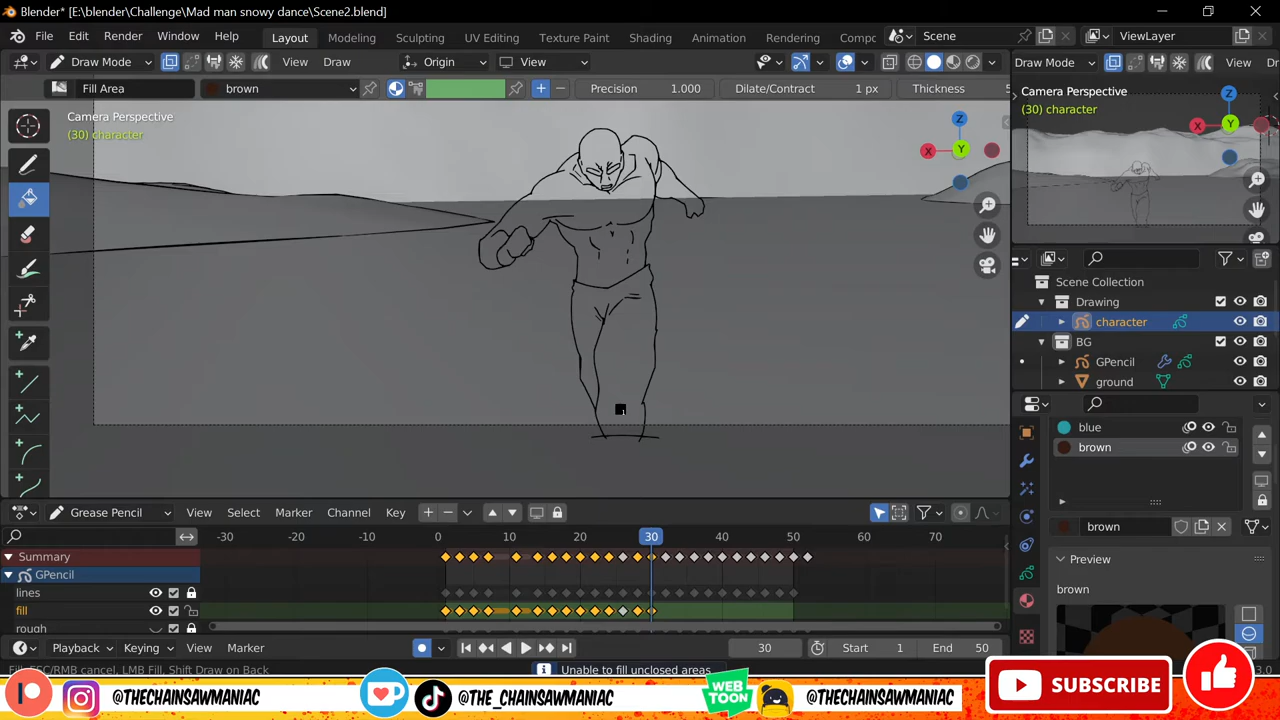 Blender* [E:\blender\Challenge\Mad man snowy dance\Scene2.blend]
File Edit Render Window Help Layout Modeling Sculpting UV Editing Texture Paint Shading Animation Rendering Compc Scene ViewLayer
Draw Mode View Draw Origin View Draw Mode View D
Fill Area brown Precision 1.000 Dilate/Contract 1 px Thickness 5
Camera Perspective
(30) character
Z
X
Y
Camera Perspective
(30) character
Z
X
Y
Scene Collection
Drawing
character
BG
GPencil
ground
blue
brown
brown
Preview
brown
Grease Pencil View Select Marker Channel Key
-30 -20 -10 0 10 20 30 40 50 60 70
Summary
GPencil
lines
fill
rough
Playback Keying View Marker 30 Start 1 End 50
Fill, ESC/RMB cancel, LMB Fill, Shift Draw on Back Unable to fill unclosed areas 3.0
@THECHAINSAWMANIAC @THE_CHAINSAWMANIAC WEB TOON @THECHAINSAWMANIAC SUBSCRIBE